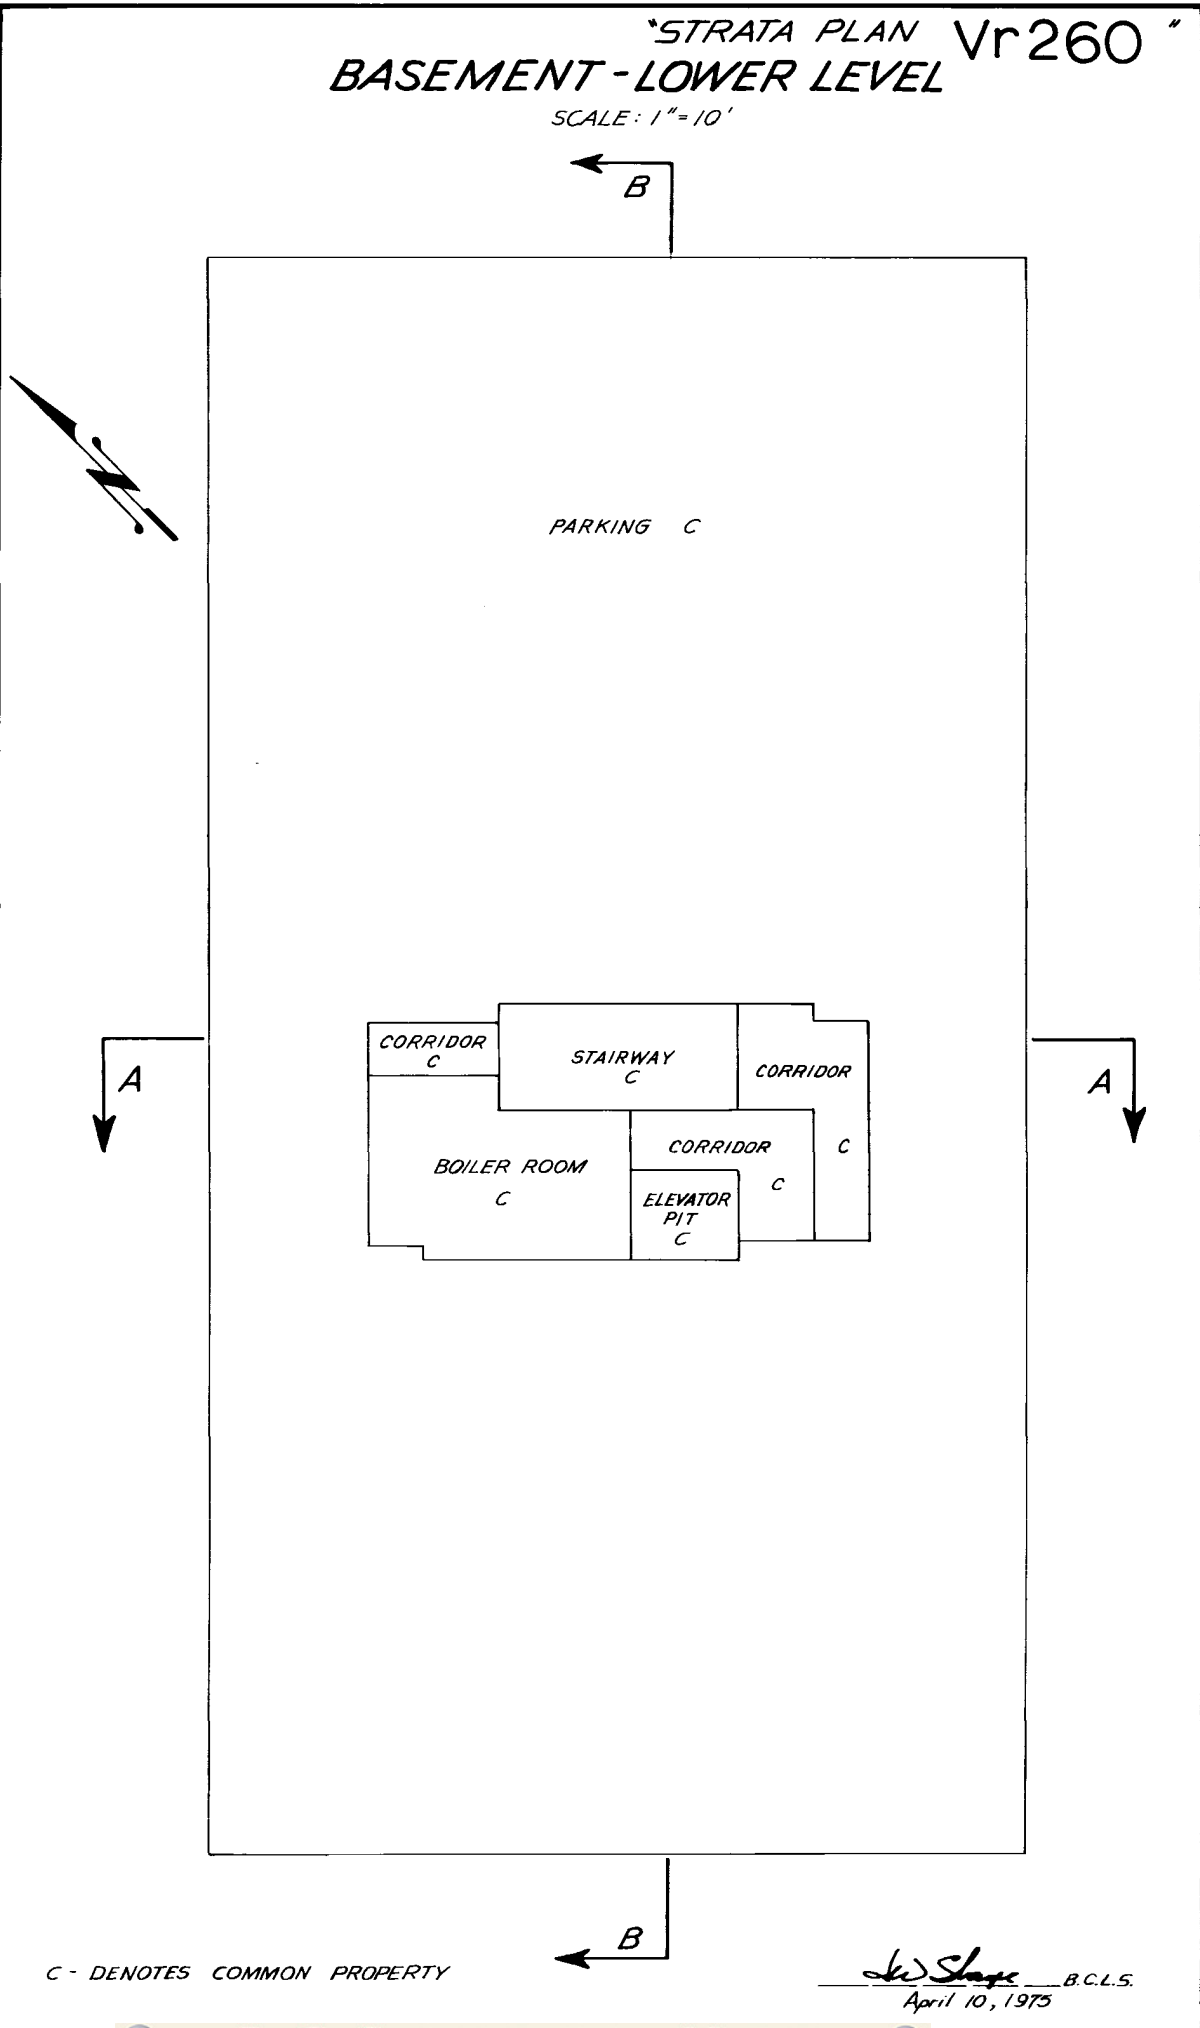 "STRATA PLAN Vr260"
BASEMENT - LOWER LEVEL
SCALE: 1" = 10'
B
PARKING C
A
A
CORRIDOR
C
STAIRWAY
C
CORRIDOR
C
CORRIDOR
C
BOILER ROOM
C
ELEVATOR
PIT
C
B
C - DENOTES COMMON PROPERTY
B.C.L.S.
April 10, 1975